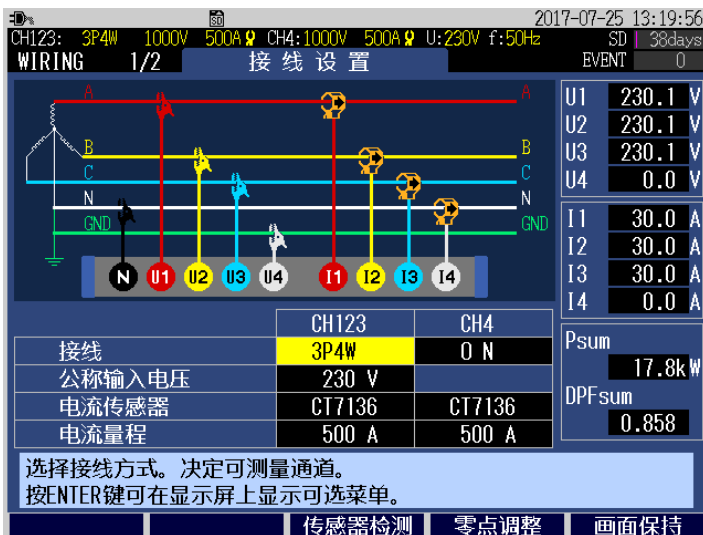 SD 2017-07-25 13:19:56
CH123: 3P4W 1000V 500A CH4:1000V 500A U:230V f:50Hz SD 38days
WIRING 1/2 接线设置 EVENT 0
A A
B B
C C
N N
GND GND
N U1 U2 U3 U4 I1 I2 I3 I4
U1 230.1 V
U2 230.1 V
U3 230.1 V
U4 0.0 V
I1 30.0 A
I2 30.0 A
I3 30.0 A
I4 0.0 A
Psum
17.8kW
DPFsum
0.858
CH123 CH4
接线 3P4W ON
公称输入电压 230 V
电流传感器 CT7136 CT7136
电流量程 500 A 500 A
选择接线方式。决定可测量通道。
按ENTER键可在显示屏上显示可选菜单。
传感器检测 零点调整 画面保持